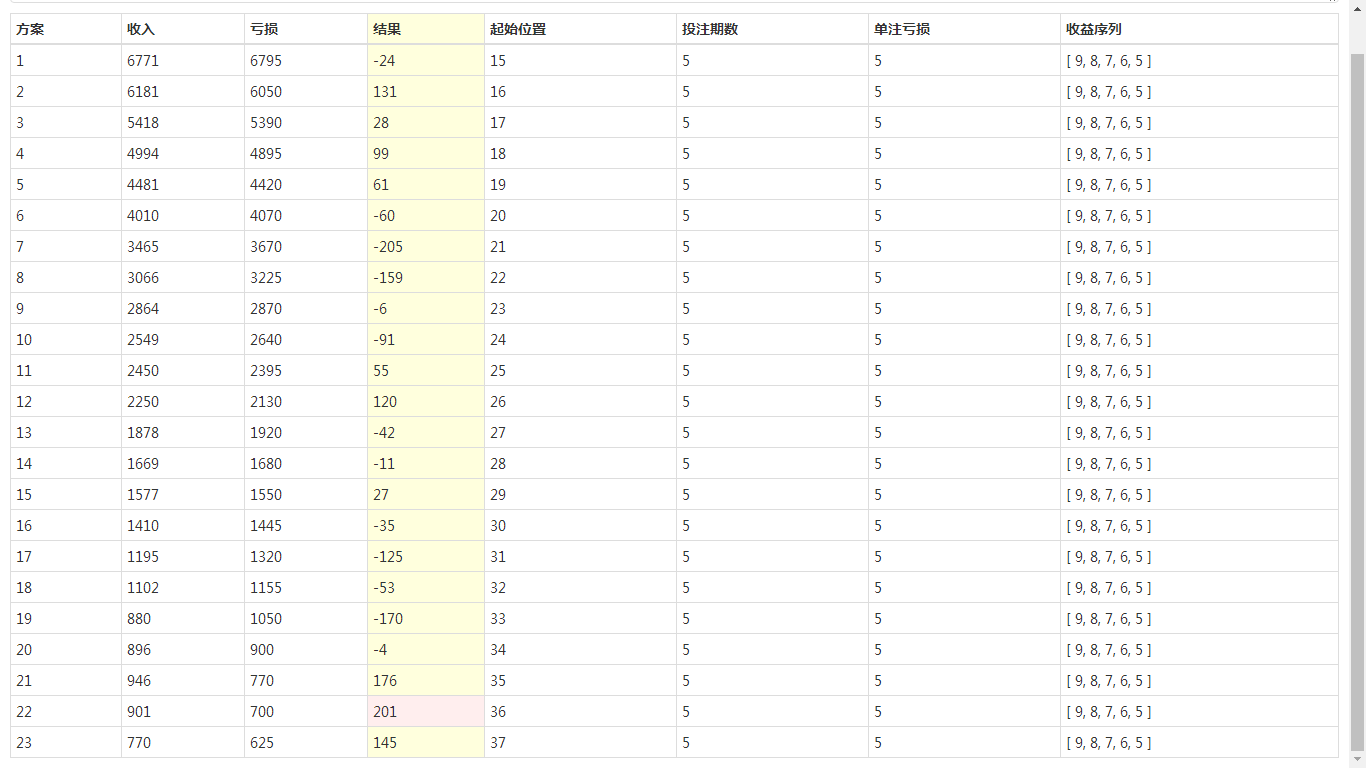 方案 收入 亏损 结果 起始位置 投注期数 单注亏损 收益序列
1 6771 6795 -24 15 5 5 [ 9, 8, 7, 6, 5 ]
2 6181 6050 131 16 5 5 [ 9, 8, 7, 6, 5 ]
3 5418 5390 28 17 5 5 [ 9, 8, 7, 6, 5 ]
4 4994 4895 99 18 5 5 [ 9, 8, 7, 6, 5 ]
5 4481 4420 61 19 5 5 [ 9, 8, 7, 6, 5 ]
6 4010 4070 -60 20 5 5 [ 9, 8, 7, 6, 5 ]
7 3465 3670 -205 21 5 5 [ 9, 8, 7, 6, 5 ]
8 3066 3225 -159 22 5 5 [ 9, 8, 7, 6, 5 ]
9 2864 2870 -6 23 5 5 [ 9, 8, 7, 6, 5 ]
10 2549 2640 -91 24 5 5 [ 9, 8, 7, 6, 5 ]
11 2450 2395 55 25 5 5 [ 9, 8, 7, 6, 5 ]
12 2250 2130 120 26 5 5 [ 9, 8, 7, 6, 5 ]
13 1878 1920 -42 27 5 5 [ 9, 8, 7, 6, 5 ]
14 1669 1680 -11 28 5 5 [ 9, 8, 7, 6, 5 ]
15 1577 1550 27 29 5 5 [ 9, 8, 7, 6, 5 ]
16 1410 1445 -35 30 5 5 [ 9, 8, 7, 6, 5 ]
17 1195 1320 -125 31 5 5 [ 9, 8, 7, 6, 5 ]
18 1102 1155 -53 32 5 5 [ 9, 8, 7, 6, 5 ]
19 880 1050 -170 33 5 5 [ 9, 8, 7, 6, 5 ]
20 896 900 -4 34 5 5 [ 9, 8, 7, 6, 5 ]
21 946 770 176 35 5 5 [ 9, 8, 7, 6, 5 ]
22 901 700 201 36 5 5 [ 9, 8, 7, 6, 5 ]
23 770 625 145 37 5 5 [ 9, 8, 7, 6, 5 ]